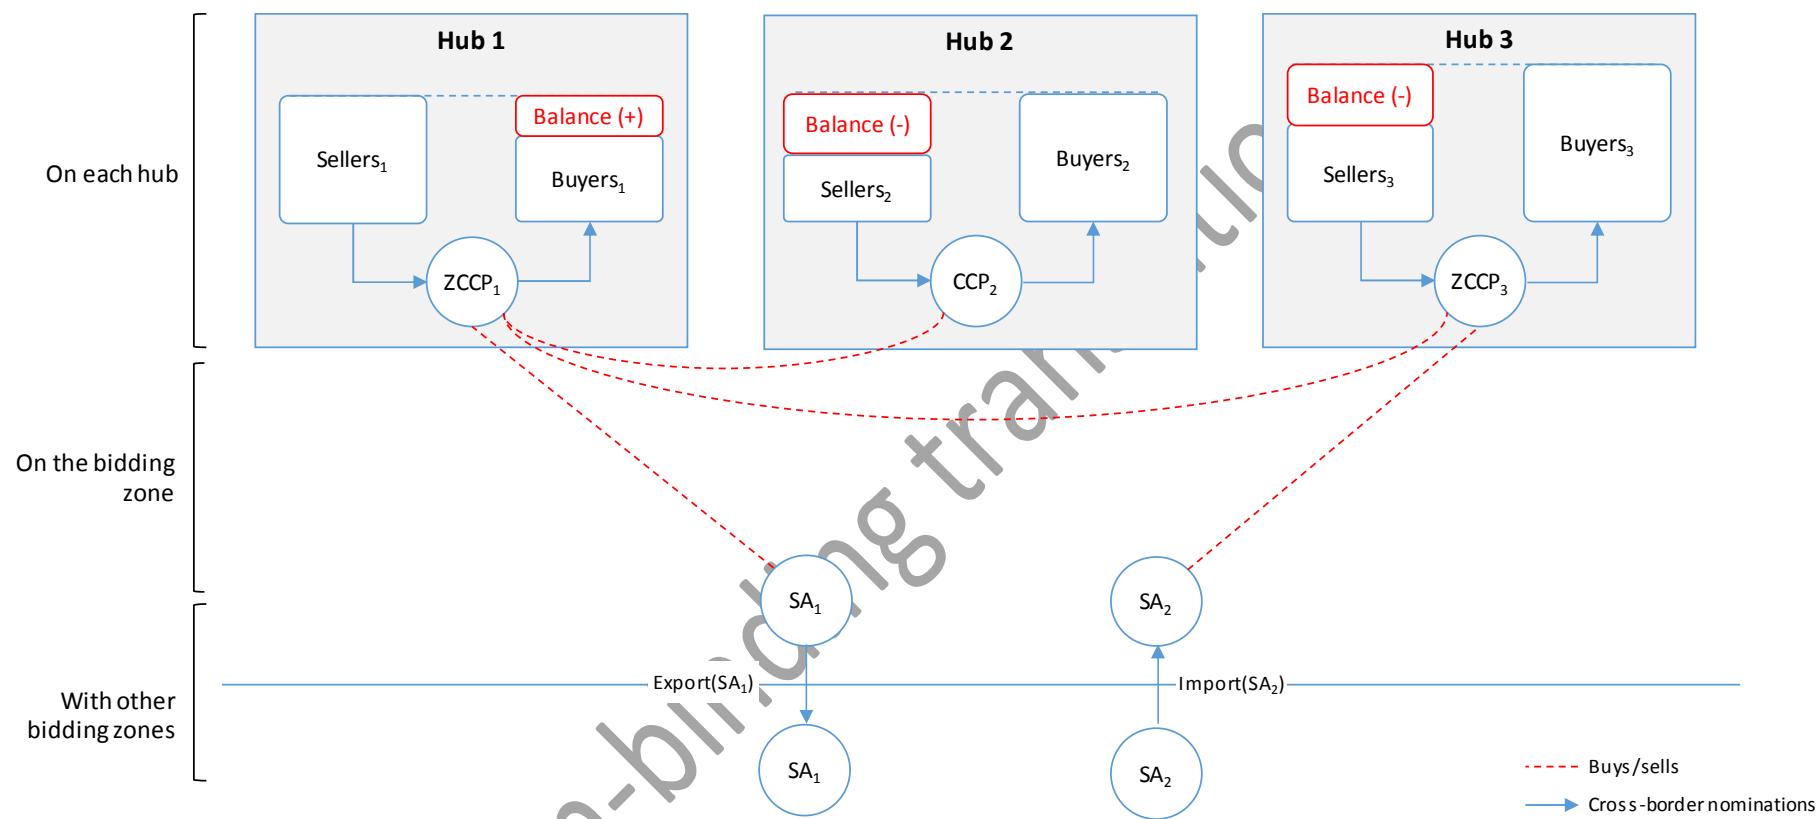 Hub 1
Hub 2
Hub 3
On each hub
Sellers₁
Balance (+)
Buyers₁
ZCCP₁
Balance (-)
Sellers₂
Buyers₂
CCP₂
Balance (-)
Sellers₃
Buyers₃
ZCCP₃
On the bidding
zone
SA₁
SA₂
With other
bidding zones
Export(SA₁)
Import(SA₂)
SA₁
SA₂
Buys/sells
Cross-border nominations